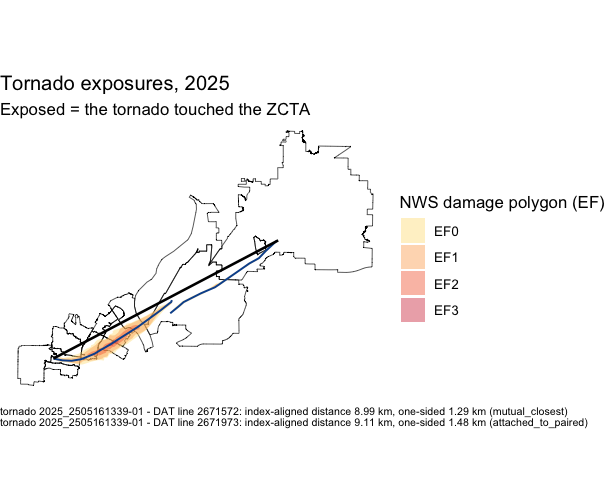 Tornado exposures, 2025
Exposed = the tornado touched the ZCTA
NWS damage polygon (EF)
EF0
EF1
EF2
EF3
tornado 2025_2505161339-01 - DAT line 2671572: index-aligned distance 8.99 km, one-sided 1.29 km (mutual_closest)
tornado 2025_2505161339-01 - DAT line 2671973: index-aligned distance 9.11 km, one-sided 1.48 km (attached_to_paired)